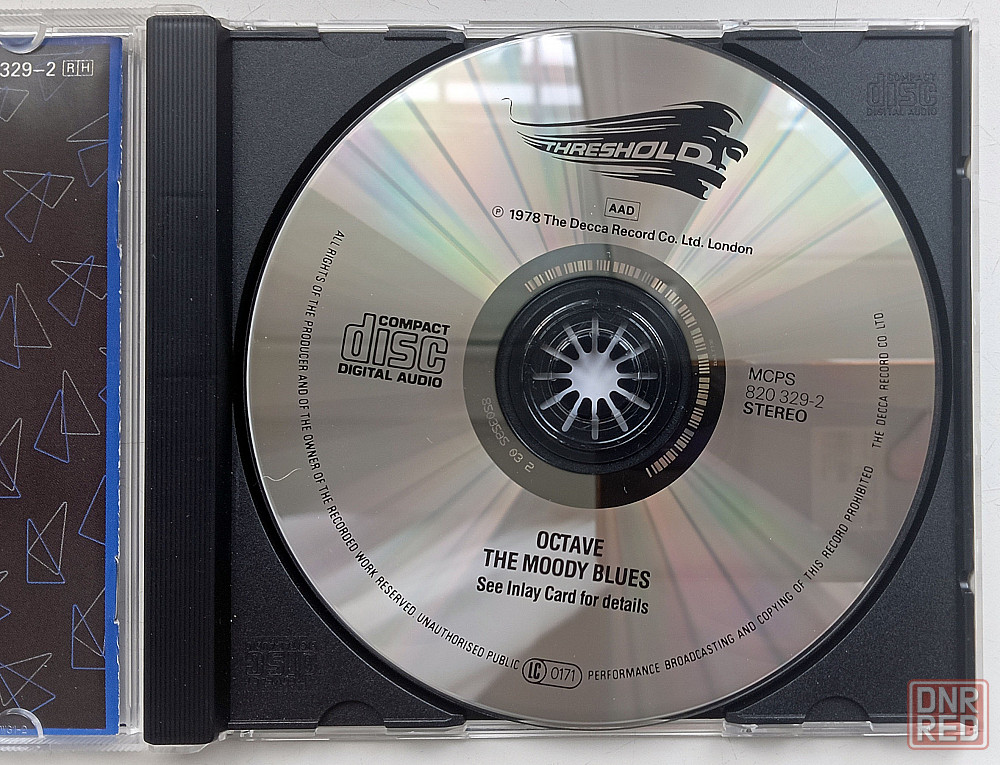 329-2 RH
COMPACT
disc
DIGITAL AUDIO
THRESHOLD
AAD
℗ 1978 The Decca Record Co. Ltd. London
COMPACT
disc
DIGITAL AUDIO
MCPS
820 329-2
STEREO
OCTAVE
THE MOODY BLUES
See Inlay Card for details
ALL RIGHTS OF THE PRODUCER AND OF THE OWNER OF THE RECORDED WORK RESERVED. UNAUTHORISED PUBLIC LC 0171 PERFORMANCE BROADCASTING AND COPYING OF THIS RECORD PROHIBITED THE DECCA RECORD CO LTD
DNR
RED